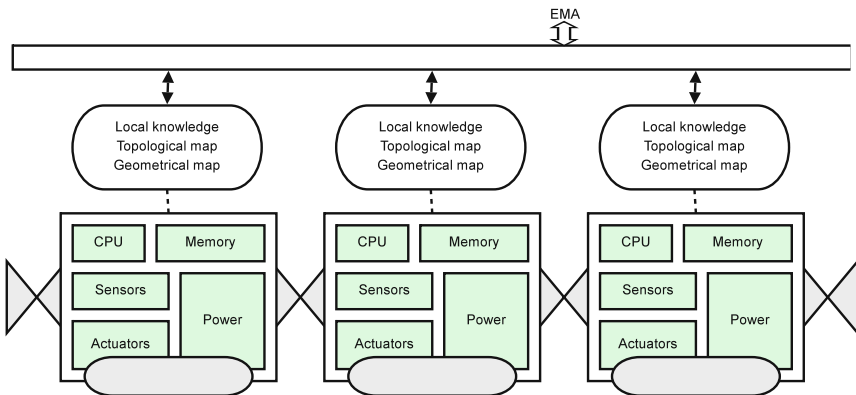 EMA
Local knowledge
Topological map
Geometrical map
Local knowledge
Topological map
Geometrical map
Local knowledge
Topological map
Geometrical map
CPU
Memory
Sensors
Power
Actuators
CPU
Memory
Sensors
Power
Actuators
CPU
Memory
Sensors
Power
Actuators